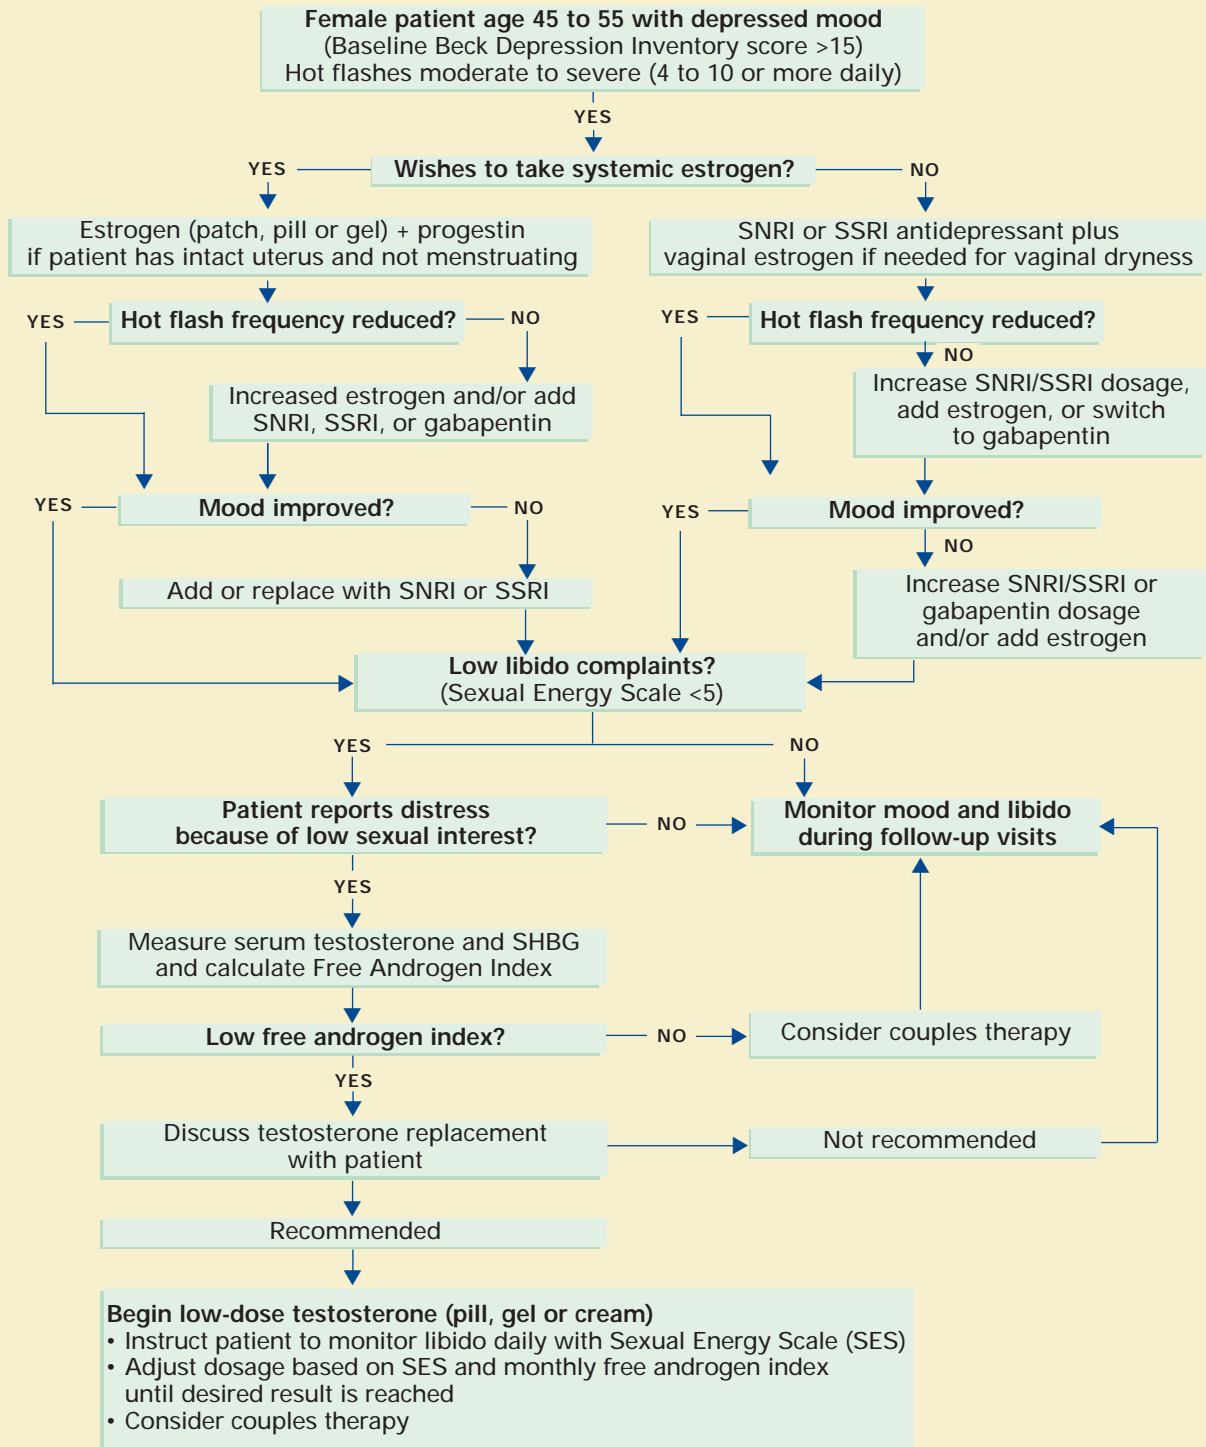 Female patient age 45 to 55 with depressed mood
(Baseline Beck Depression Inventory score >15)
Hot flashes moderate to severe (4 to 10 or more daily)
YES
YES
Wishes to take systemic estrogen?
NO
Estrogen (patch, pill or gel) + progestin
if patient has intact uterus and not menstruating
SNRI or SSRI antidepressant plus
vaginal estrogen if needed for vaginal dryness
YES
Hot flash frequency reduced?
NO
YES
Hot flash frequency reduced?
NO
Increased estrogen and/or add
SNRI, SSRI, or gabapentin
Increase SNRI/SSRI dosage,
add estrogen, or switch
to gabapentin
YES
Mood improved?
NO
YES
Mood improved?
NO
Add or replace with SNRI or SSRI
Increase SNRI/SSRI or
gabapentin dosage
and/or add estrogen
Low libido complaints?
(Sexual Energy Scale <5)
YES
NO
Patient reports distress
because of low sexual interest?
NO
Monitor mood and libido
during follow-up visits
YES
Measure serum testosterone and SHBG
and calculate Free Androgen Index
Low free androgen index?
NO
Consider couples therapy
YES
Discuss testosterone replacement
with patient
Not recommended
Recommended
Begin low-dose testosterone (pill, gel or cream)
• Instruct patient to monitor libido daily with Sexual Energy Scale (SES)
• Adjust dosage based on SES and monthly free androgen index
until desired result is reached
• Consider couples therapy